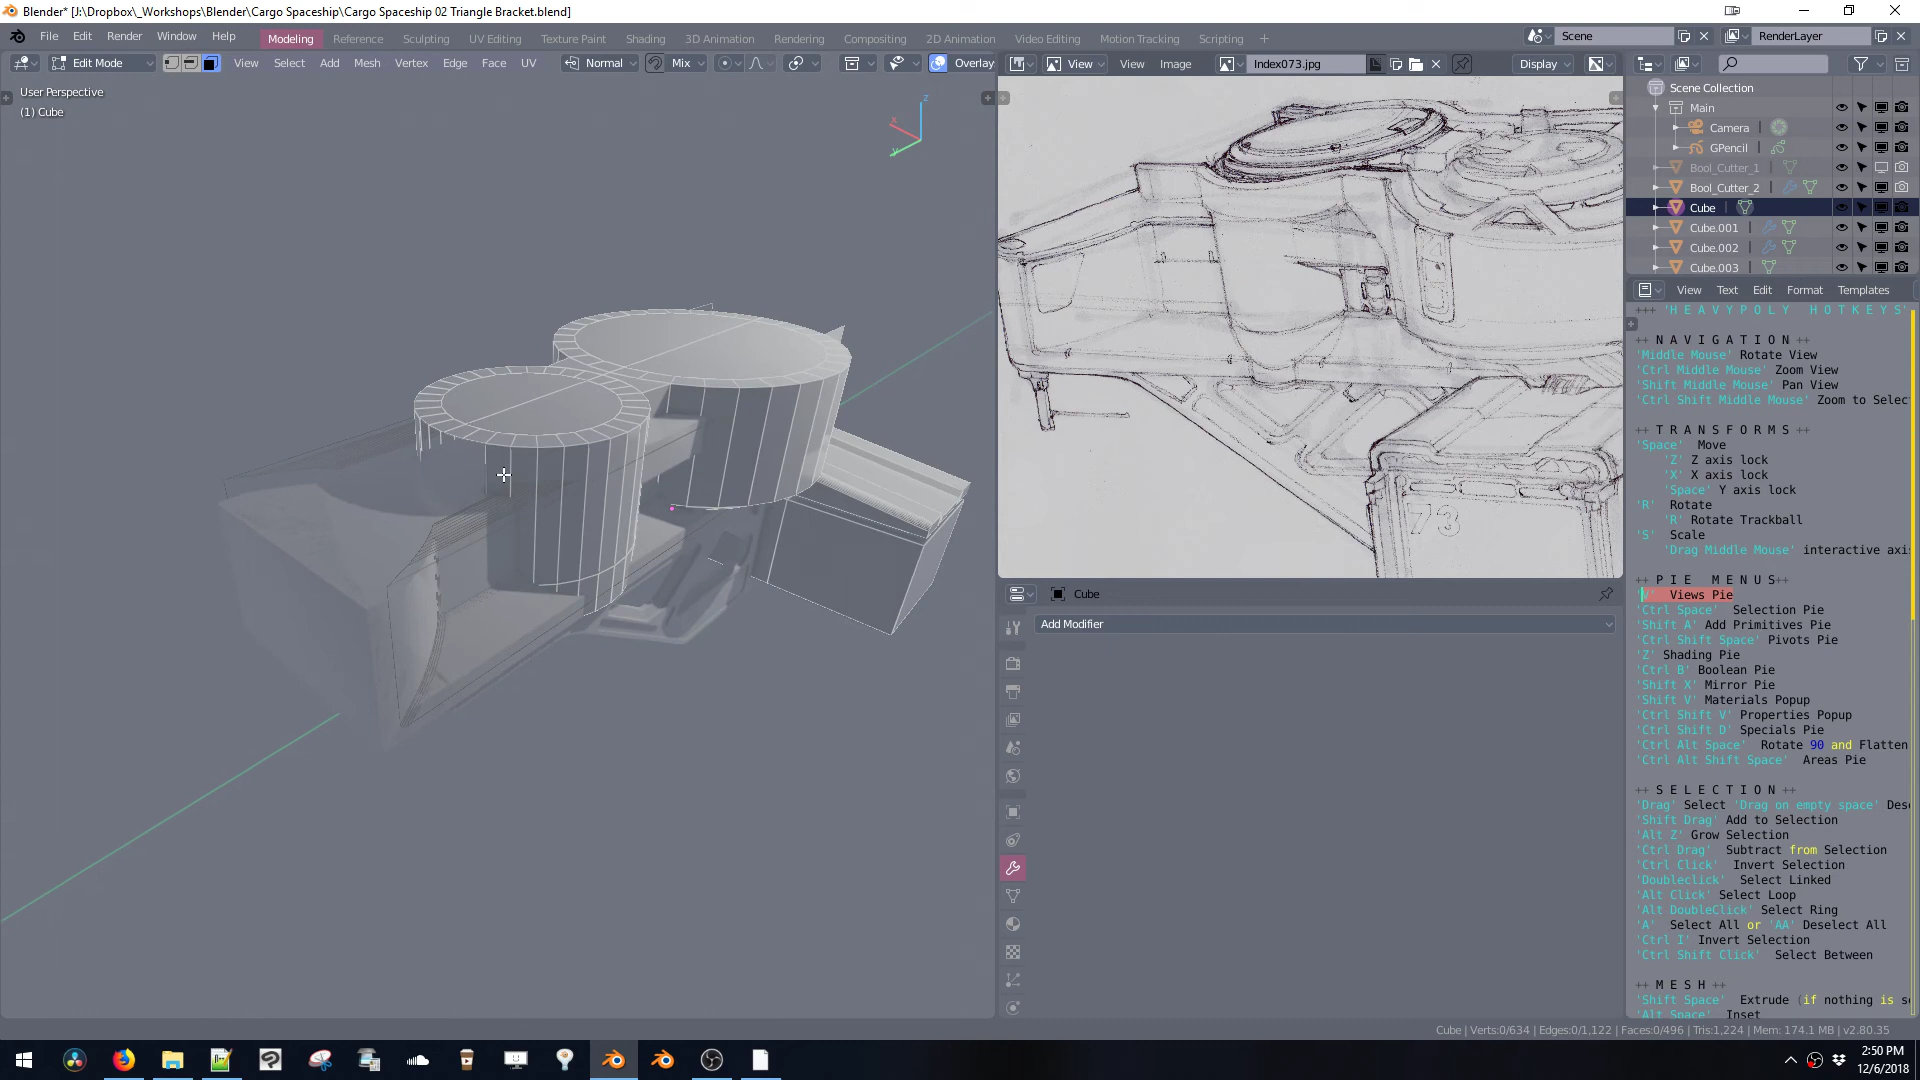 Blender* [J:\Dropbox\_Workshops\Blender\Cargo Spaceship\Cargo Spaceship 02 Triangle Bracket.blend]
File Edit Render Window Help Modeling Reference Sculpting UV Editing Texture Paint Shading 3D Animation Rendering Compositing 2D Animation Video Editing Motion Tracking Scripting + Scene RenderLayer
Edit Mode View Select Add Mesh Vertex Edge Face UV Normal Mix Overlay
View View Image Index073.jpg Display
User Perspective
(1) Cube
z
x
y
Scene Collection
Main
Camera
GPencil
Bool_Cutter_1
Bool_Cutter_2
Cube
Cube.001
Cube.002
Cube.003
View Text Edit Format Templates
+++ 'H E A V Y P O L Y   H O T K E Y S'
++ N A V I G A T I O N ++
'Middle Mouse' Rotate View
'Ctrl Middle Mouse' Zoom View
'Shift Middle Mouse' Pan View
'Ctrl Shift Middle Mouse' Zoom to Selec
++ T R A N S F O R M S ++
'Space' Move
'Z' Z axis lock
'X' X axis lock
'Space' Y axis lock
'R' Rotate
'R' Rotate Trackball
'S' Scale
'Drag Middle Mouse' interactive axi
++ P I E   M E N U S++
'V' Views Pie
'Ctrl Space' Selection Pie
'Shift A' Add Primitives Pie
'Ctrl Shift Space' Pivots Pie
'Z' Shading Pie
'Ctrl B' Boolean Pie
'Shift X' Mirror Pie
'Shift V' Materials Popup
'Ctrl Shift V' Properties Popup
'Ctrl Shift D' Specials Pie
'Ctrl Alt Space' Rotate 90 and Flatten
'Ctrl Alt Shift Space' Areas Pie
++ S E L E C T I O N ++
'Drag' Select 'Drag on empty space' Des
'Shift Drag' Add to Selection
'Alt Z' Grow Selection
'Ctrl Drag' Subtract from Selection
'Ctrl Click' Invert Selection
'Doubleclick' Select Linked
'Alt Click' Select Loop
'Alt DoubleClick' Select Ring
'A' Select All or 'AA' Deselect All
'Ctrl I' Invert Selection
'Ctrl Shift Click' Select Between
++ M E S H ++
'Shift Space' Extrude (if nothing is s
'Alt Space' Inset
73
Cube
Add Modifier
Cube | Verts:0/634 | Edges:0/1,122 | Faces:0/496 | Tris:1,224 | Mem: 174.1 MB | v2.80.35
2:50 PM
12/6/2018